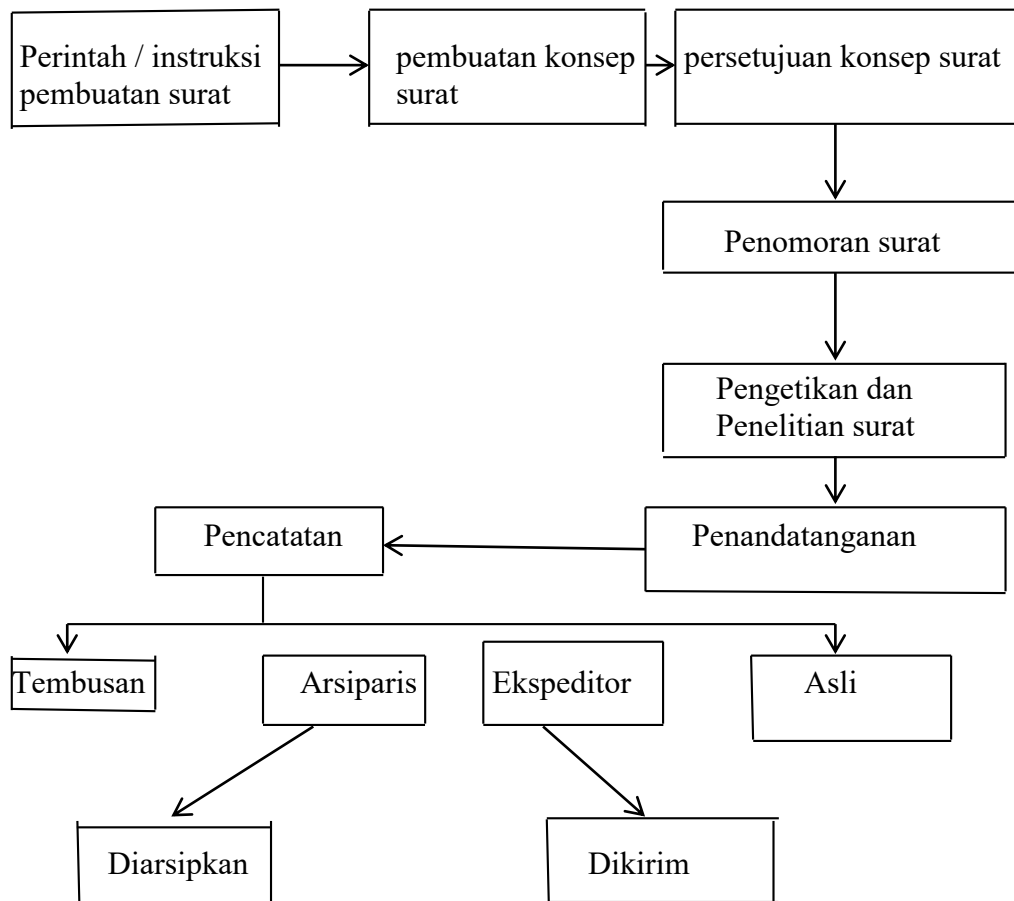 Perintah / instruksi
pembuatan surat
pembuatan konsep
surat
persetujuan konsep surat
Penomoran surat
Pengetikan dan
Penelitian surat
Penandatanganan
Pencatatan
Tembusan
Arsiparis
Ekspeditor
Asli
Diarsipkan
Dikirim